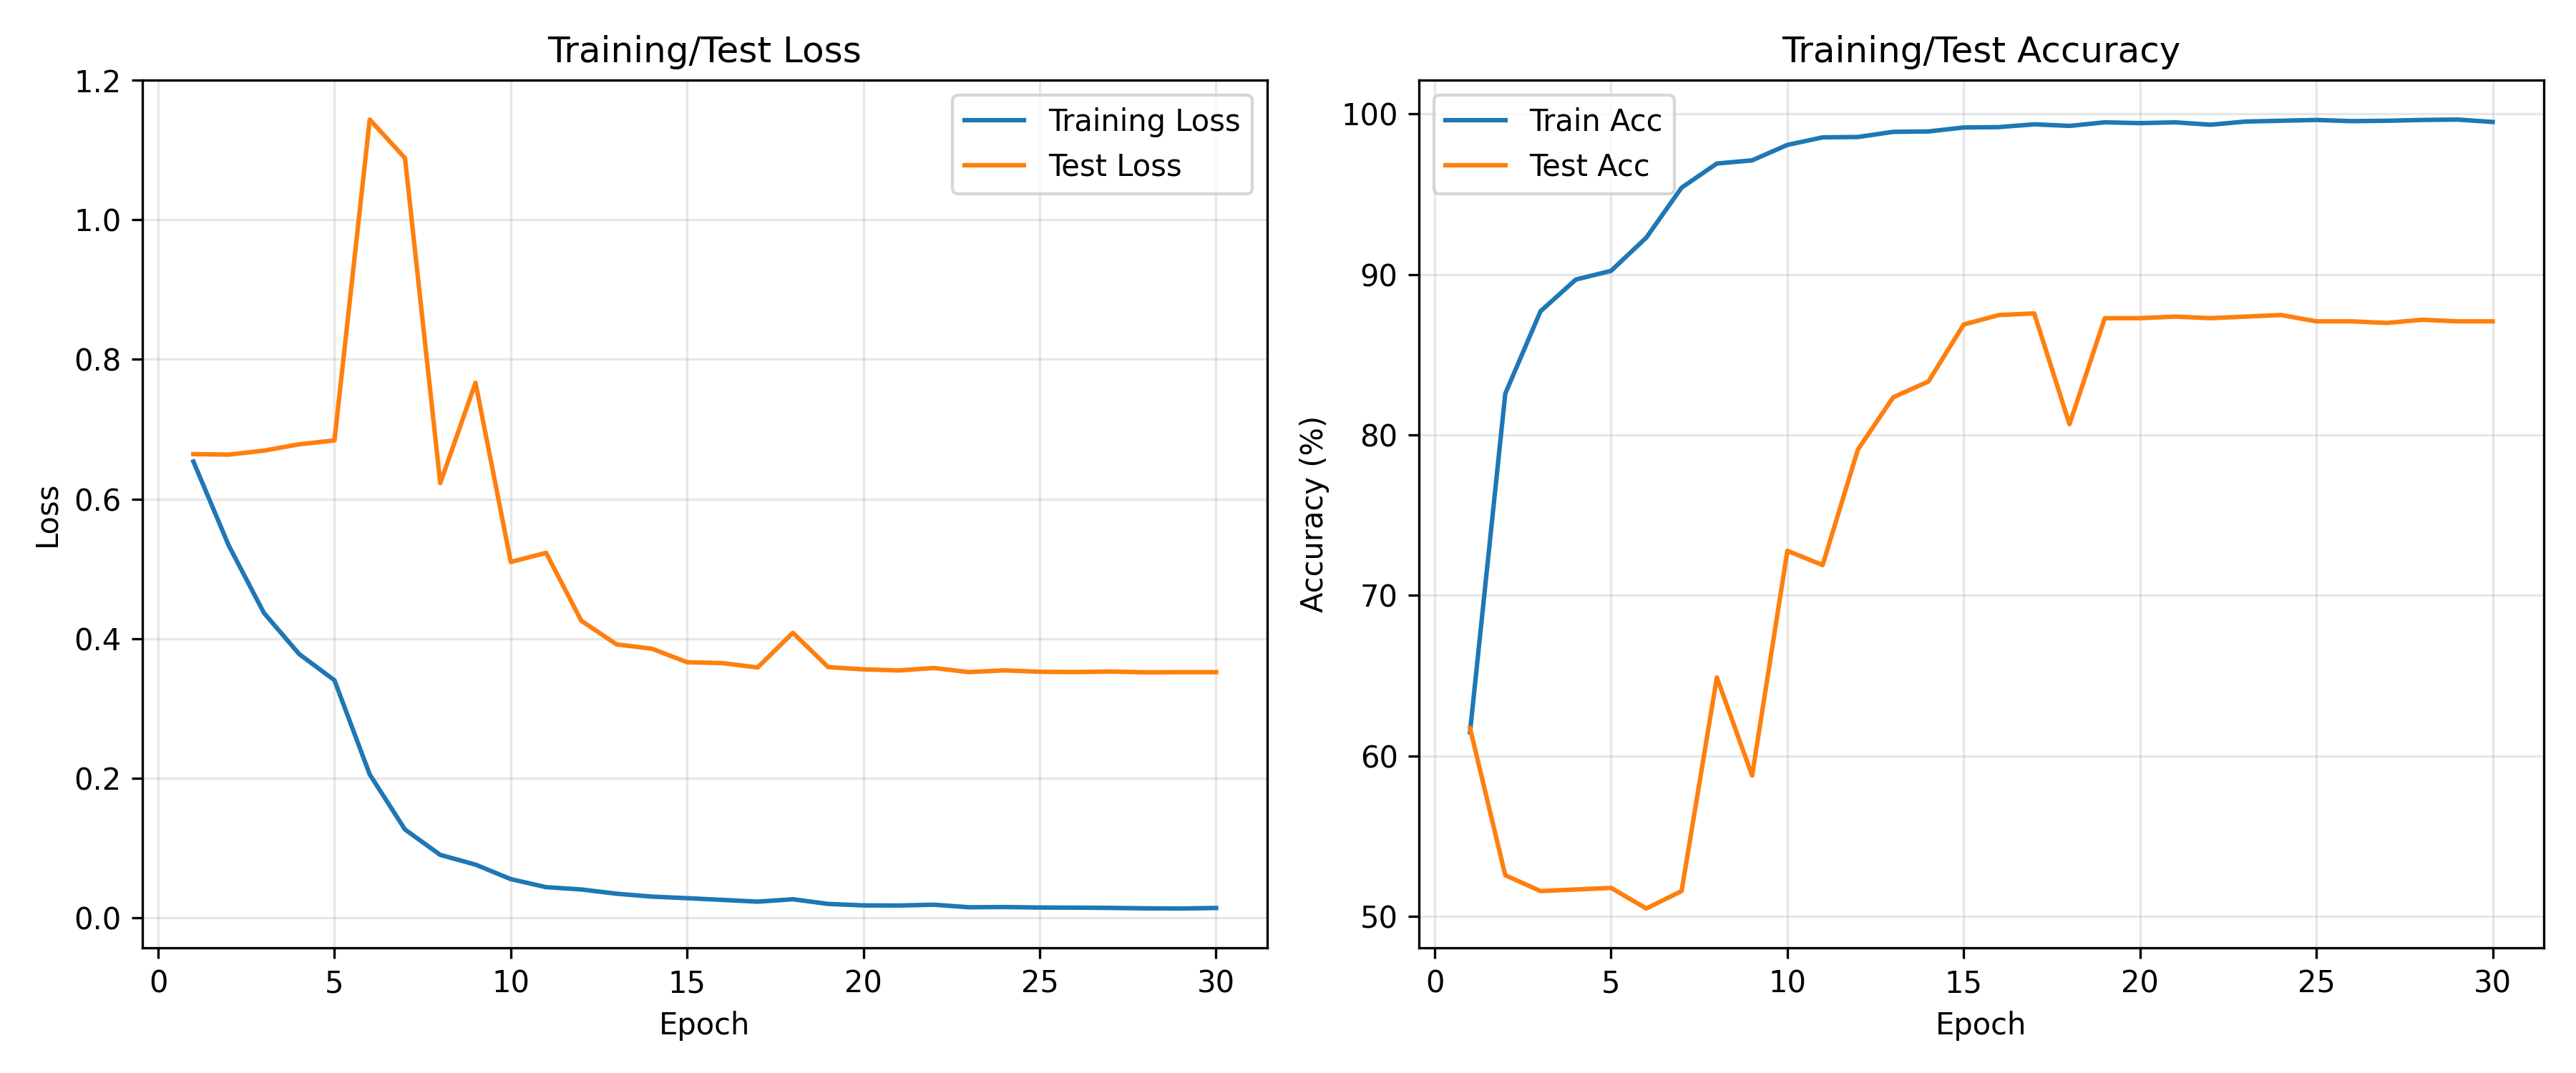 Training/Test Loss
1.2
1.0
0.8
0.6
0.4
0.2
0.0
Loss
Training Loss
Test Loss
0 5 10 15 20 25 30
Epoch
Training/Test Accuracy
100
90
80
70
60
50
Accuracy (%)
Train Acc
Test Acc
0 5 10 15 20 25 30
Epoch